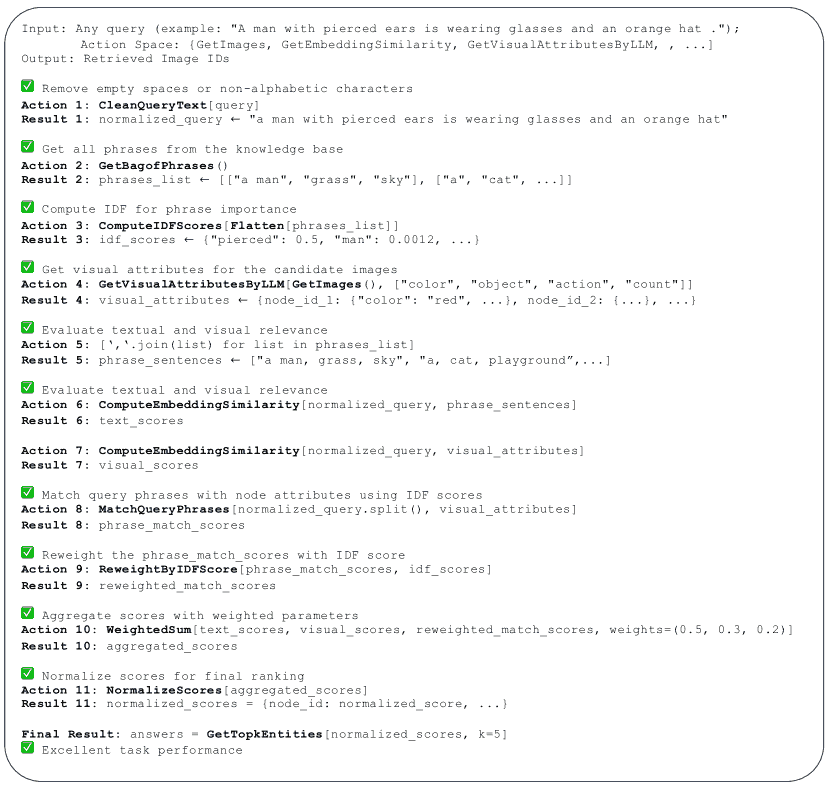 Input: Any query (example: "A man with pierced ears is wearing glasses and an orange hat .");
Action Space: {GetImages, GetEmbeddingSimilarity, GetVisualAttributesByLLM, , ...]
Output: Retrieved Image IDs
✅ Remove empty spaces or non-alphabetic characters
Action 1: CleanQueryText[query]
Result 1: normalized_query ← "a man with pierced ears is wearing glasses and an orange hat"
✅ Get all phrases from the knowledge base
Action 2: GetBagofPhrases()
Result 2: phrases_list ← [["a man", "grass", "sky"], ["a", "cat", ...]]
✅ Compute IDF for phrase importance
Action 3: ComputeIDFScores[Flatten[phrases_list]]
Result 3: idf_scores ← {"pierced": 0.5, "man": 0.0012, ...}
✅ Get visual attributes for the candidate images
Action 4: GetVisualAttributesByLLM[GetImages(), ["color", "object", "action", "count"]]
Result 4: visual_attributes ← {node_id_1: {"color": "red", ...}, node_id_2: {...}, ...}
✅ Evaluate textual and visual relevance
Action 5: [‘,‘.join(list) for list in phrases_list]
Result 5: phrase_sentences ← ["a man, grass, sky", "a, cat, playground”,...]
✅ Evaluate textual and visual relevance
Action 6: ComputeEmbeddingSimilarity[normalized_query, phrase_sentences]
Result 6: text_scores
Action 7: ComputeEmbeddingSimilarity[normalized_query, visual_attributes]
Result 7: visual_scores
✅ Match query phrases with node attributes using IDF scores
Action 8: MatchQueryPhrases[normalized_query.split(), visual_attributes]
Result 8: phrase_match_scores
✅ Reweight the phrase_match_scores with IDF score
Action 9: ReweightByIDFScore[phrase_match_scores, idf_scores]
Result 9: reweighted_match_scores
✅ Aggregate scores with weighted parameters
Action 10: WeightedSum[text_scores, visual_scores, reweighted_match_scores, weights=(0.5, 0.3, 0.2)]
Result 10: aggregated_scores
✅ Normalize scores for final ranking
Action 11: NormalizeScores[aggregated_scores]
Result 11: normalized_scores = {node_id: normalized_score, ...}
Final Result: answers = GetTopkEntities[normalized_scores, k=5]
✅ Excellent task performance